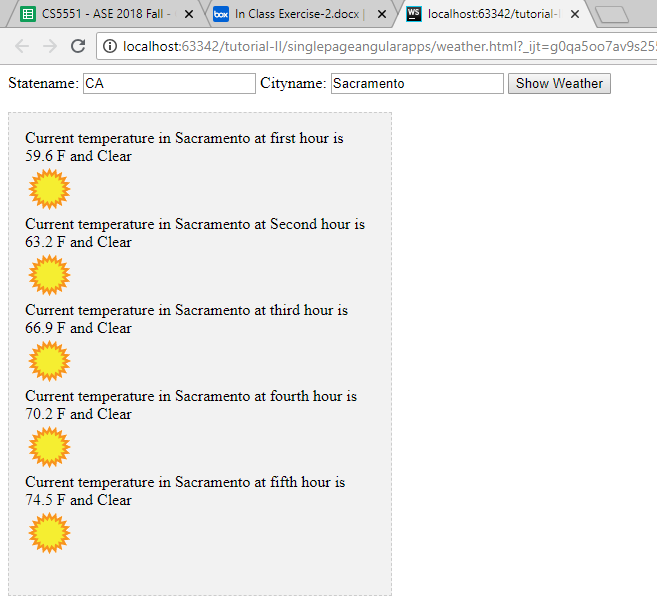 CS5551 - ASE 2018 Fall -
box In Class Exercise-2.docx |
WS localhost:63342/tutorial-
localhost:63342/tutorial-II/singlepageangularapps/weather.html?_ijt=g0qa5oo7av9s255
Statename: CA Cityname: Sacramento Show Weather
Current temperature in Sacramento at first hour is
59.6 F and Clear
Current temperature in Sacramento at Second hour is
63.2 F and Clear
Current temperature in Sacramento at third hour is
66.9 F and Clear
Current temperature in Sacramento at fourth hour is
70.2 F and Clear
Current temperature in Sacramento at fifth hour is
74.5 F and Clear